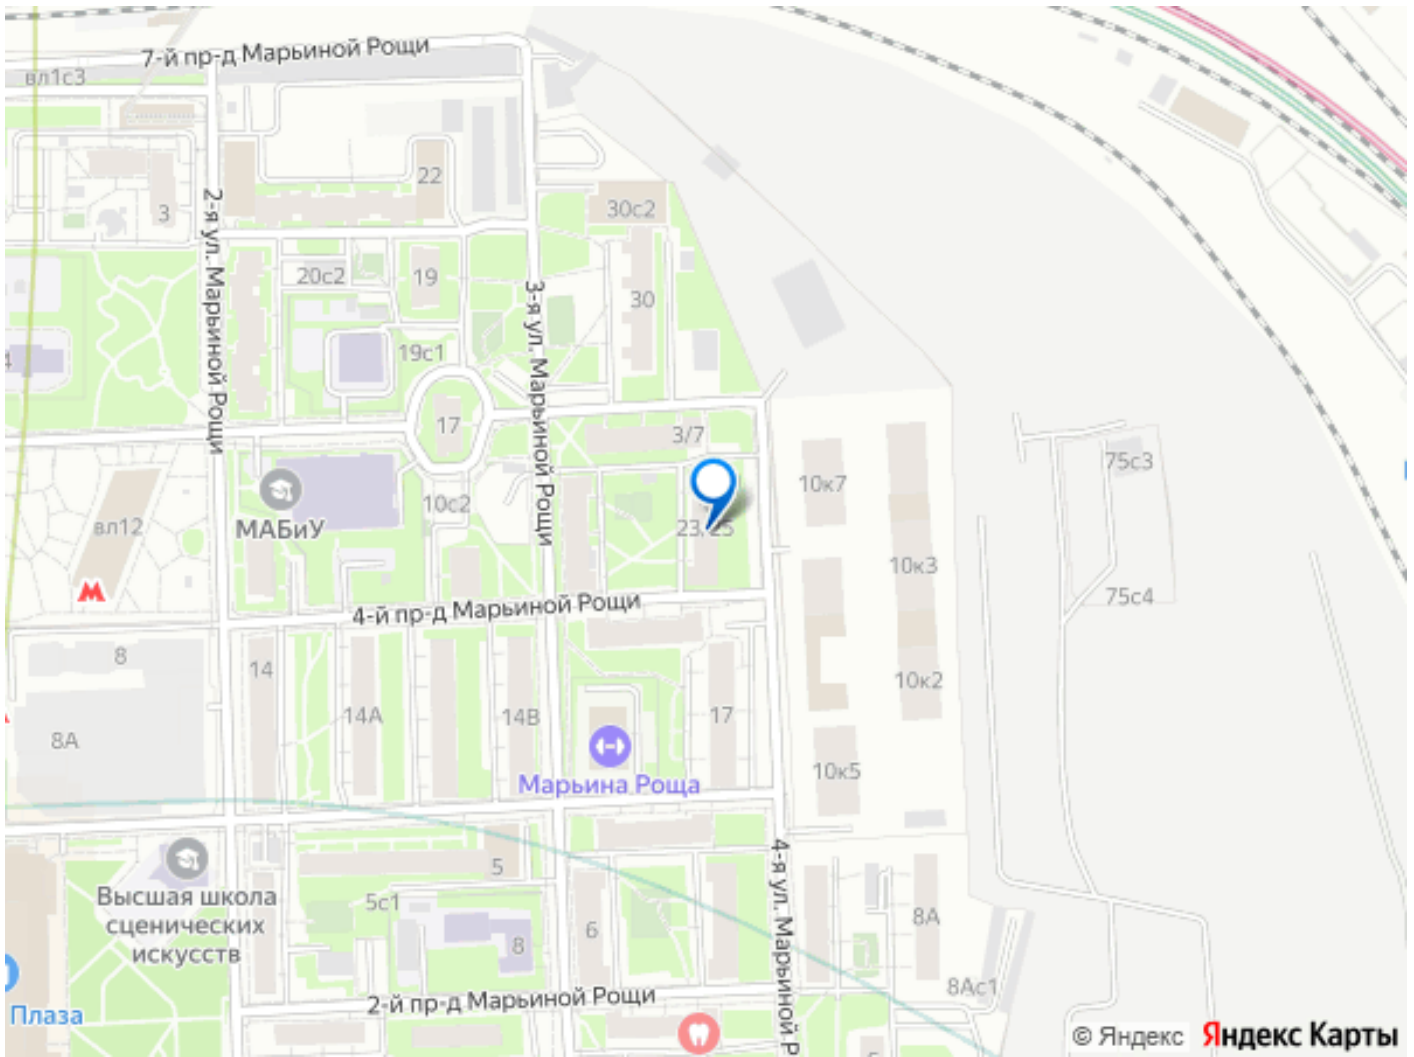 7-й пр-д Марьиной Рощи
вл1с3
22
3
2-я ул. Марьиной Рощи
30с2
20с2
19
30
3-я ул. Марьиной Рощи
19с1
4
17
3/7
10к7
75с3
МАБиУ
10с2
вл12
23/25
10к3
75с4
4-й пр-д Марьиной Рощи
8
14
10к2
14А
14В
17
8А
Марьина Роща
10к5
4-я ул. Марьиной Р
5
Высшая школа
сценических
искусств
5с1
6
8
8А
8Ас1
2-й пр-д Марьиной Рощи
Плаза
© Яндекс Яндекс Карты